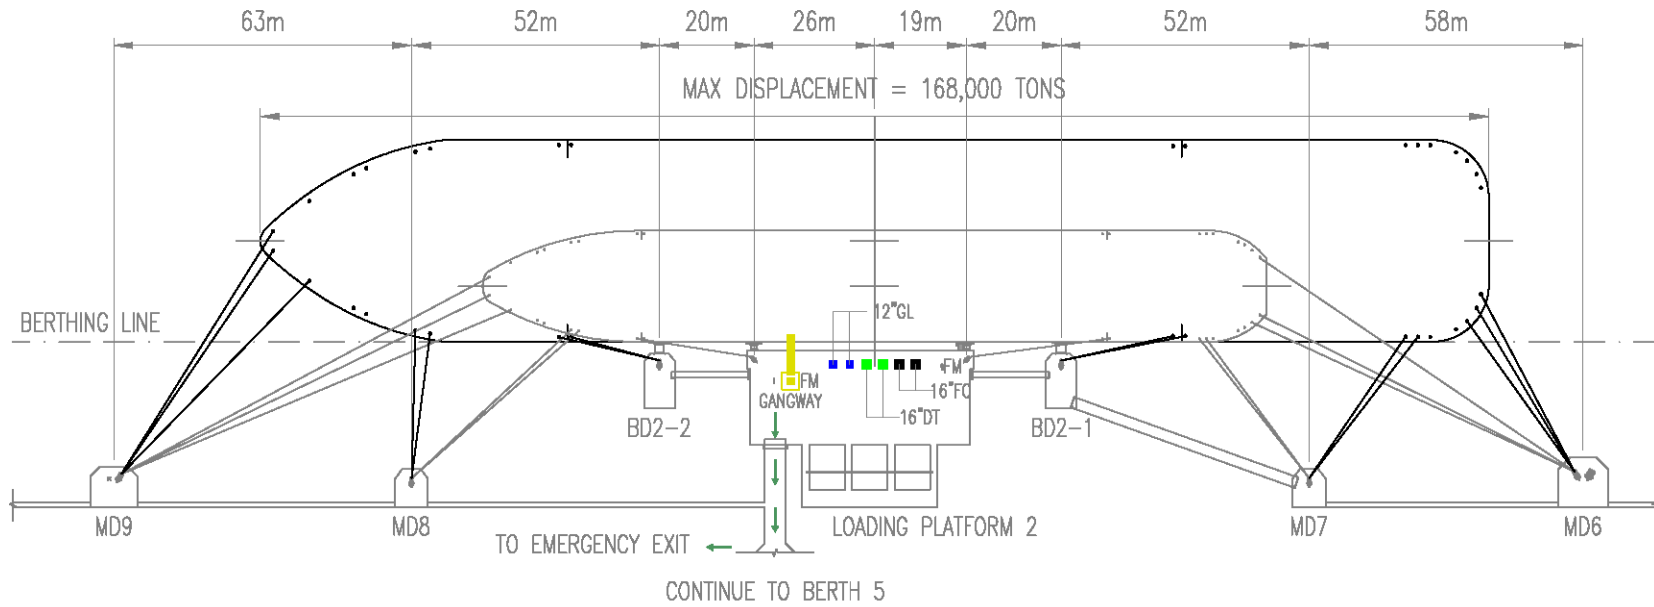 63m 52m 20m 26m 19m 20m 52m 58m
MAX DISPLACEMENT = 168,000 TONS
12"GL
BERTHING LINE
FM
FM
16"FO
GANGWAY
16"DT
BD2-2
BD2-1
MD9
MD8
LOADING PLATFORM 2
MD7
MD6
TO EMERGENCY EXIT
CONTINUE TO BERTH 5